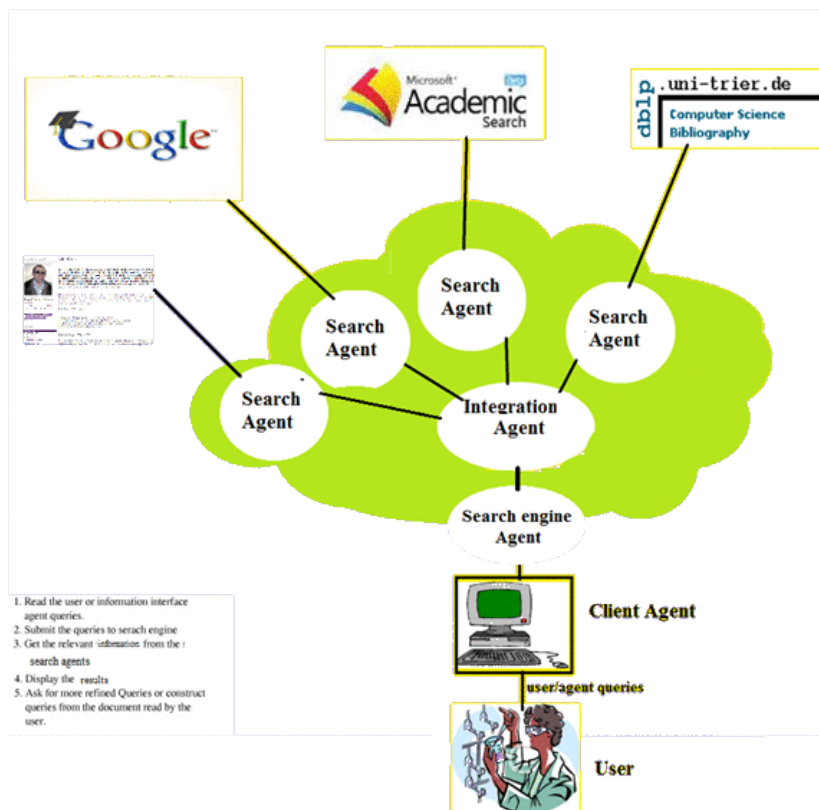 Google™
Microsoft®
Academic
Search
dblp
.uni-trier.de
Computer Science
Bibliography
Search
Agent
Search
Agent
Search
Agent
Search
Agent
Integration
Agent
Search engine
Agent
Client Agent
user/agent queries
User
1. Read the user or information interface
agent queries.
2. Submit the queries to serach engine
3. Get the relevant infromation from the
search agents
4. Display the results
5. Ask for more refined Queries or construct
queries from the document read by the
user.